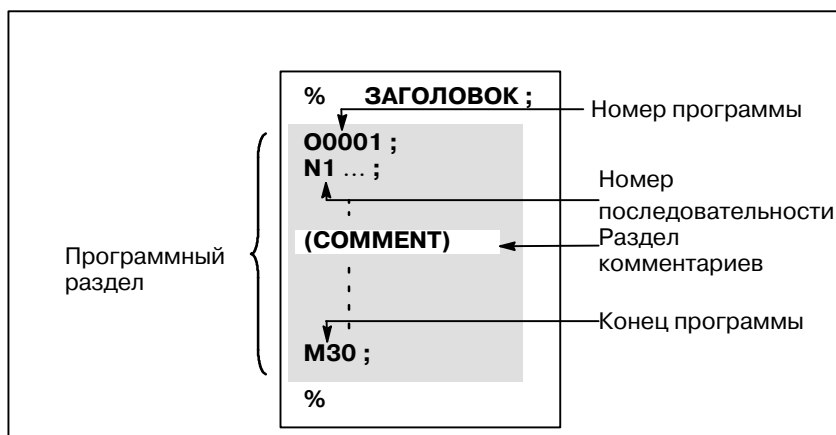 % ЗАГОЛОВОК ;
Номер программы
O0001 ;
N1 ... ;
Номер
последовательности
(COMMENT)
Раздел
комментариев
Программный
раздел
Конец программы
M30 ;
%